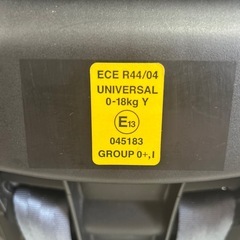 ECE R44/04
UNIVERSAL
0-18kg Y
E13
045183
GROUP 0+,I